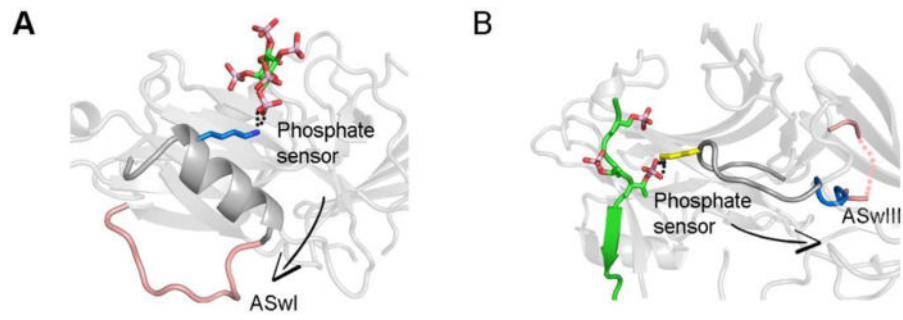 A
Phosphate
sensor
ASwI
B
Phosphate
sensor
ASwIII